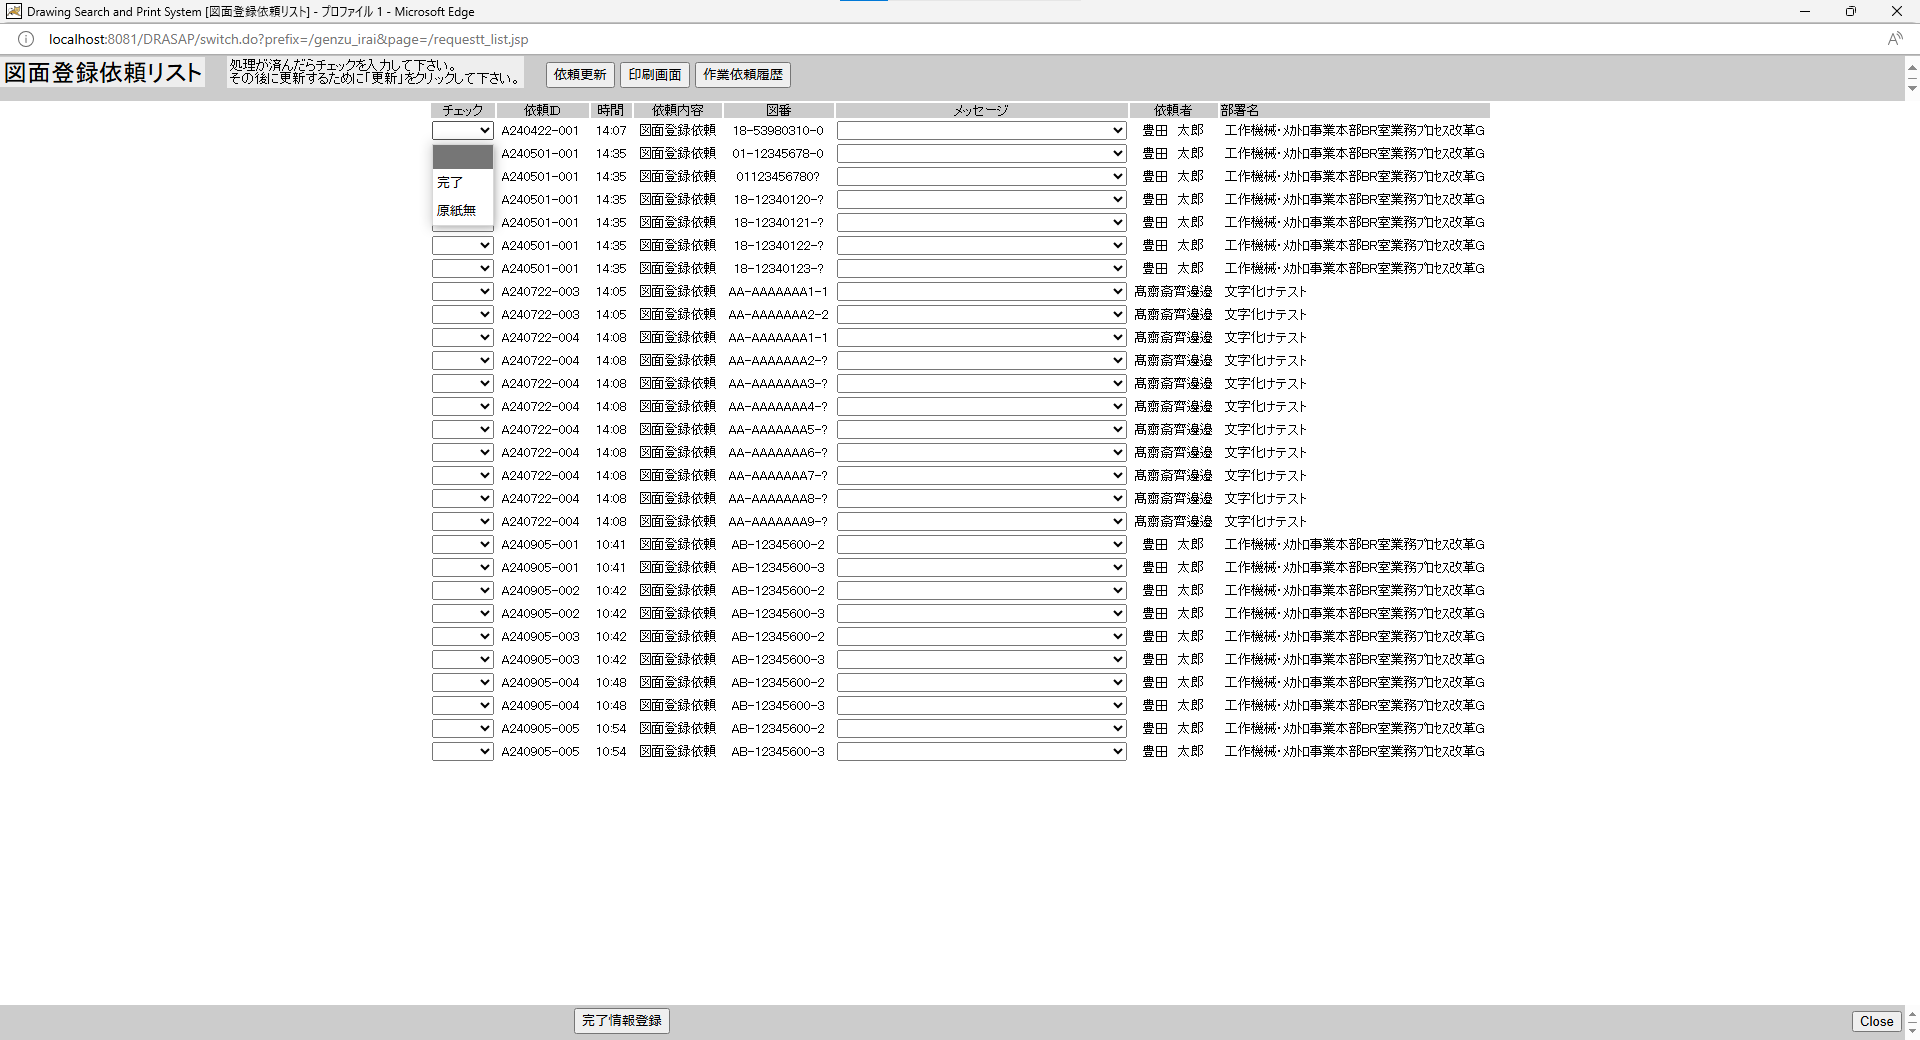 Drawing Search and Print System [図面登録依頼リスト] - プロファイル 1 - Microsoft Edge
localhost:8081/DRASAP/switch.do?prefix=/genzu_irai&page=/requestt_list.jsp
図面登録依頼リスト
処理が済んだらチェックを入力して下さい。
その後に更新するために「更新」をクリックして下さい。
依頼更新 印刷画面 作業依頼履歴
チェック 依頼ID 時間 依頼内容 図番 メッセージ 依頼者 部署名
A240422-001 14:07 図面登録依頼 18-53980310-0 豊田 太郎 工作機械・ﾒｶﾄﾛ事業本部BR室業務ﾌﾟﾛｾｽ改革G
A240501-001 14:35 図面登録依頼 01-12345678-0 豊田 太郎 工作機械・ﾒｶﾄﾛ事業本部BR室業務ﾌﾟﾛｾｽ改革G
A240501-001 14:35 図面登録依頼 01123456780? 豊田 太郎 工作機械・ﾒｶﾄﾛ事業本部BR室業務ﾌﾟﾛｾｽ改革G
完了
A240501-001 14:35 図面登録依頼 18-12340120-? 豊田 太郎 工作機械・ﾒｶﾄﾛ事業本部BR室業務ﾌﾟﾛｾｽ改革G
原紙無
A240501-001 14:35 図面登録依頼 18-12340121-? 豊田 太郎 工作機械・ﾒｶﾄﾛ事業本部BR室業務ﾌﾟﾛｾｽ改革G
A240501-001 14:35 図面登録依頼 18-12340122-? 豊田 太郎 工作機械・ﾒｶﾄﾛ事業本部BR室業務ﾌﾟﾛｾｽ改革G
A240501-001 14:35 図面登録依頼 18-12340123-? 豊田 太郎 工作機械・ﾒｶﾄﾛ事業本部BR室業務ﾌﾟﾛｾｽ改革G
A240722-003 14:05 図面登録依頼 AA-AAAAAAA1-1 髙齋斎齊邊邉 文字化けテスト
A240722-003 14:05 図面登録依頼 AA-AAAAAAA2-2 髙齋斎齊邊邉 文字化けテスト
A240722-004 14:08 図面登録依頼 AA-AAAAAAA1-1 髙齋斎齊邊邉 文字化けテスト
A240722-004 14:08 図面登録依頼 AA-AAAAAAA2-? 髙齋斎齊邊邉 文字化けテスト
A240722-004 14:08 図面登録依頼 AA-AAAAAAA3-? 髙齋斎齊邊邉 文字化けテスト
A240722-004 14:08 図面登録依頼 AA-AAAAAAA4-? 髙齋斎齊邊邉 文字化けテスト
A240722-004 14:08 図面登録依頼 AA-AAAAAAA5-? 髙齋斎齊邊邉 文字化けテスト
A240722-004 14:08 図面登録依頼 AA-AAAAAAA6-? 髙齋斎齊邊邉 文字化けテスト
A240722-004 14:08 図面登録依頼 AA-AAAAAAA7-? 髙齋斎齊邊邉 文字化けテスト
A240722-004 14:08 図面登録依頼 AA-AAAAAAA8-? 髙齋斎齊邊邉 文字化けテスト
A240722-004 14:08 図面登録依頼 AA-AAAAAAA9-? 髙齋斎齊邊邉 文字化けテスト
A240905-001 10:41 図面登録依頼 AB-12345600-2 豊田 太郎 工作機械・ﾒｶﾄﾛ事業本部BR室業務ﾌﾟﾛｾｽ改革G
A240905-001 10:41 図面登録依頼 AB-12345600-3 豊田 太郎 工作機械・ﾒｶﾄﾛ事業本部BR室業務ﾌﾟﾛｾｽ改革G
A240905-002 10:42 図面登録依頼 AB-12345600-2 豊田 太郎 工作機械・ﾒｶﾄﾛ事業本部BR室業務ﾌﾟﾛｾｽ改革G
A240905-002 10:42 図面登録依頼 AB-12345600-3 豊田 太郎 工作機械・ﾒｶﾄﾛ事業本部BR室業務ﾌﾟﾛｾｽ改革G
A240905-003 10:42 図面登録依頼 AB-12345600-2 豊田 太郎 工作機械・ﾒｶﾄﾛ事業本部BR室業務ﾌﾟﾛｾｽ改革G
A240905-003 10:42 図面登録依頼 AB-12345600-3 豊田 太郎 工作機械・ﾒｶﾄﾛ事業本部BR室業務ﾌﾟﾛｾｽ改革G
A240905-004 10:48 図面登録依頼 AB-12345600-2 豊田 太郎 工作機械・ﾒｶﾄﾛ事業本部BR室業務ﾌﾟﾛｾｽ改革G
A240905-004 10:48 図面登録依頼 AB-12345600-3 豊田 太郎 工作機械・ﾒｶﾄﾛ事業本部BR室業務ﾌﾟﾛｾｽ改革G
A240905-005 10:54 図面登録依頼 AB-12345600-2 豊田 太郎 工作機械・ﾒｶﾄﾛ事業本部BR室業務ﾌﾟﾛｾｽ改革G
A240905-005 10:54 図面登録依頼 AB-12345600-3 豊田 太郎 工作機械・ﾒｶﾄﾛ事業本部BR室業務ﾌﾟﾛｾｽ改革G
完了情報登録
Close